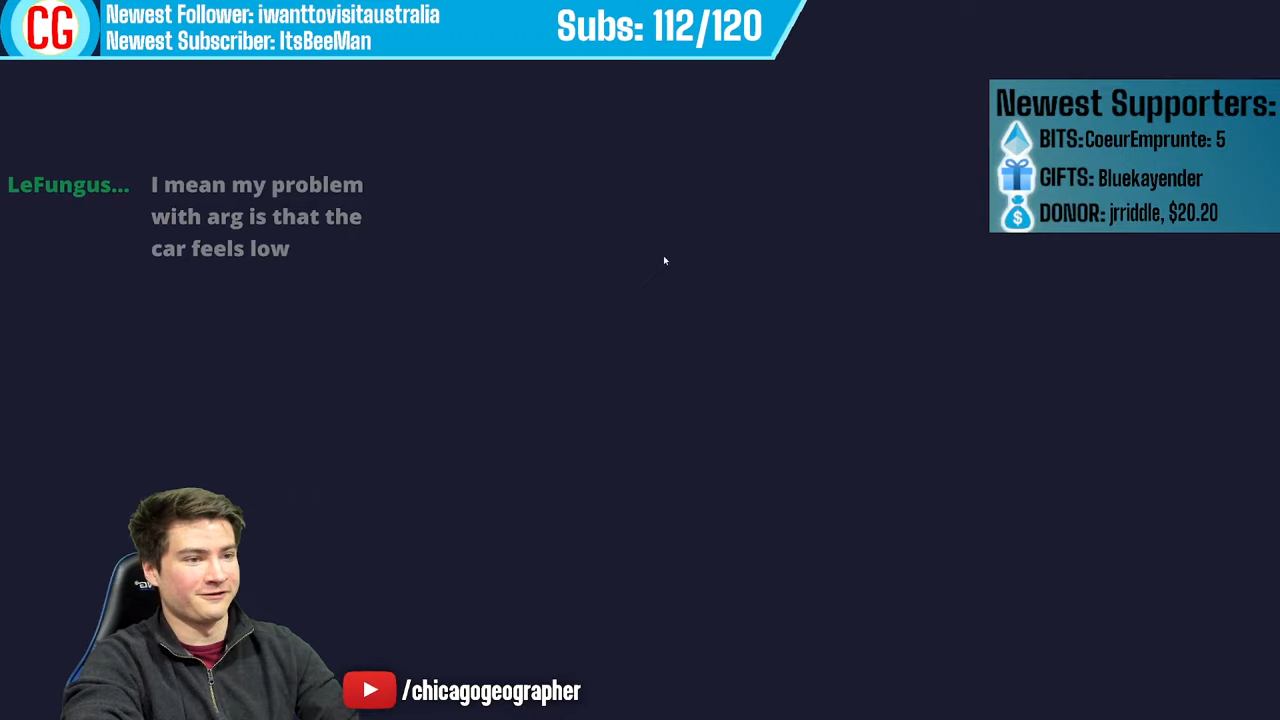 CG
Newest Follower: iwanttovisitaustralia
Newest Subscriber: ItsBeeMan
Subs: 112/120
Newest Supporters:
BITS: CoeurEmprunte: 5
GIFTS: Bluekayender
DONOR: jrriddle, $20.20
LeFungus... I mean my problem
with arg is that the
car feels low
/chicagogeographer